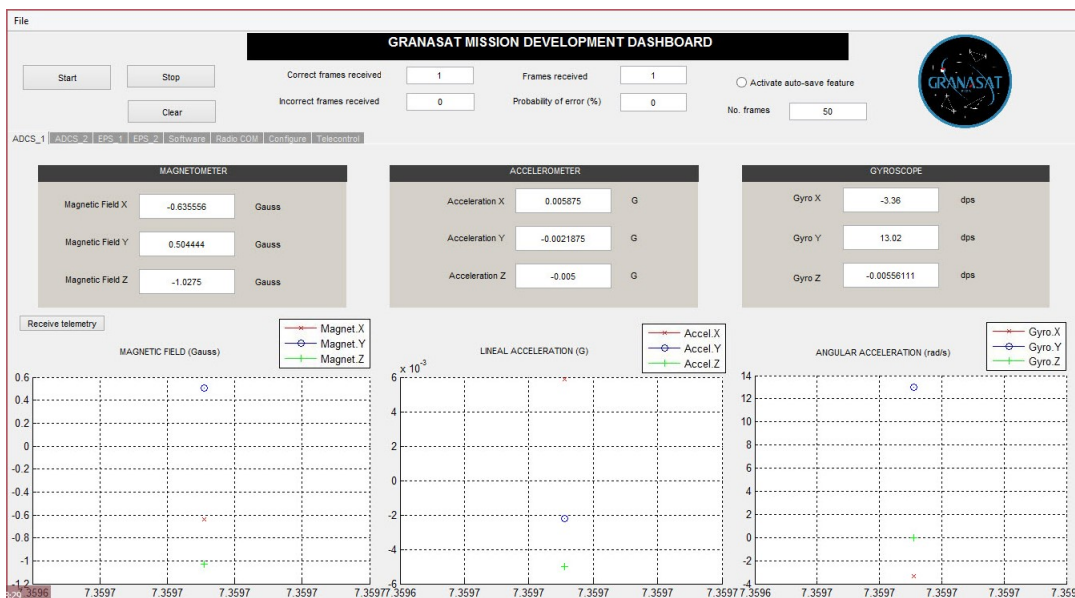 File
GRANASAT MISSION DEVELOPMENT DASHBOARD
Start
Stop
Clear
Correct frames received
1
Frames received
1
Incorrect frames received
0
Probability of error (%)
0
Activate auto-save feature
No. frames
50
GRANASAT
ADCS_1 ADCS_2 EPS_1 EPS_2 Software Radio COM Configure Telecontrol
MAGNETOMETER
Magnetic Field X -0.635556 Gauss
Magnetic Field Y 0.504444 Gauss
Magnetic Field Z -1.0275 Gauss
ACCELEROMETER
Acceleration X 0.005875 G
Acceleration Y -0.0021875 G
Acceleration Z -0.005 G
GYROSCOPE
Gyro X -3.36 dps
Gyro Y 13.02 dps
Gyro Z -0.00556111 dps
Receive telemetry
Magnet.X
Magnet.Y
Magnet.Z
MAGNETIC FIELD (Gauss)
0.6
0.4
0.2
0
-0.2
-0.4
-0.6
-0.8
-1
-1.2
7.3596 7.3597 7.3597 7.3597 7.3597 7.3597
Accel.X
Accel.Y
Accel.Z
LINEAL ACCELERATION (G)
x 10⁻³
6
4
2
0
-2
-4
-6
7.3596 7.3597 7.3597 7.3597 7.3597 7.3597
Gyro.X
Gyro.Y
Gyro.Z
ANGULAR ACCELERATION (rad/s)
14
12
10
8
6
4
2
0
-2
-4
7.3596 7.3597 7.3597 7.3597 7.3597